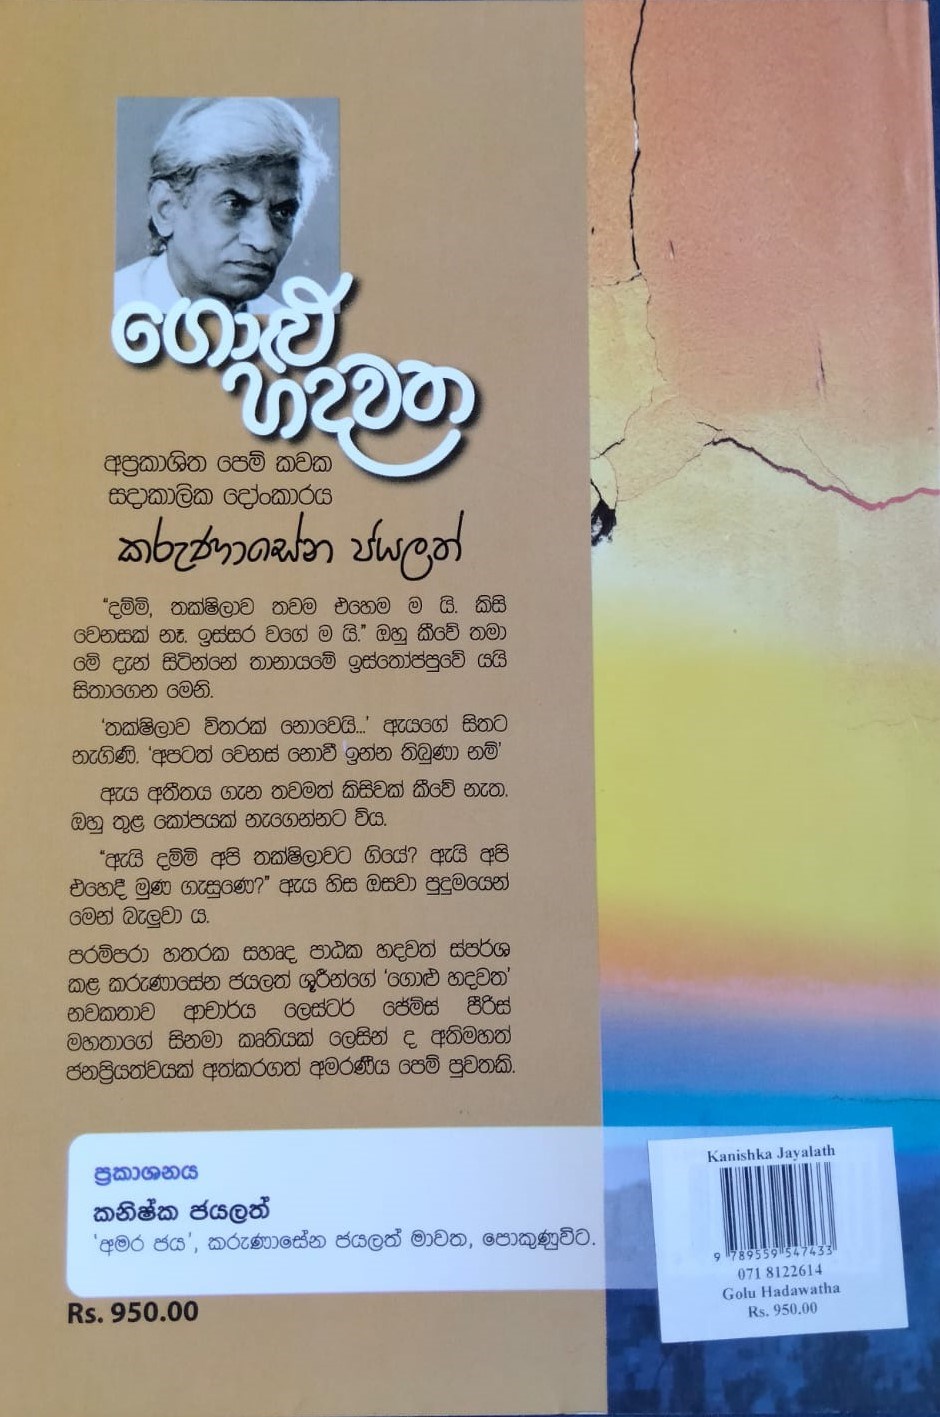 ගොළු
හදවත
අප්‍රකාශිත පෙම් කවක
සදාකාලික දෝංකාරය
කරුණාසේන ජයලත්
“දම්මි, තක්ෂිලාව තවම එහෙම ම යි. කිසි
වෙනසක් නෑ. ඉස්සර වගේ ම යි.” ඔහු කීවේ තමා
මේ දැන් සිටින්නේ තානායමේ ඉස්තෝප්පුවේ යයි
සිතාගෙන මෙනි.
‘තක්ෂිලාව විතරක් නොවෙයි...’ ඇයගේ සිතට
නැගිණි. ‘අපටත් වෙනස් නොවී ඉන්න තිබුණා නම්’
ඇය අතීතය ගැන තවමත් කිසිවක් කීවේ නැත.
ඔහු තුළ කෝපයක් නැගෙන්නට විය.
“ඇයි දම්මි අපි තක්ෂිලාවට ගියේ? ඇයි අපි
එහෙදී මුණ ගැසුණෙ?” ඇය හිස ඔසවා පුදුමයෙන්
මෙන් බැලුවා ය.
පරම්පරා හතරක සහෘද පාඨක හදවත් ස්පර්ශ
කළ කරුණාසේන ජයලත් ශූරීන්ගේ ‘ගොළු හදවත’
නවකතාව ආචාර්ය ලෙස්ටර් ජේම්ස් පීරිස්
මහතාගේ සිනමා කෘතියක් ලෙසින් ද අතිමහත්
ජනප්‍රියත්වයක් අත්කරගත් අමරණීය පෙම් පුවතකි.
ප්‍රකාශනය
කනිෂ්ක ජයලත්
‘අමර ජය’, කරුණාසේන ජයලත් මාවත, පොකුණුවිට.
Rs. 950.00
Kanishka Jayalath
9 789559 547433
071 8122614
Golu Hadawatha
Rs. 950.00